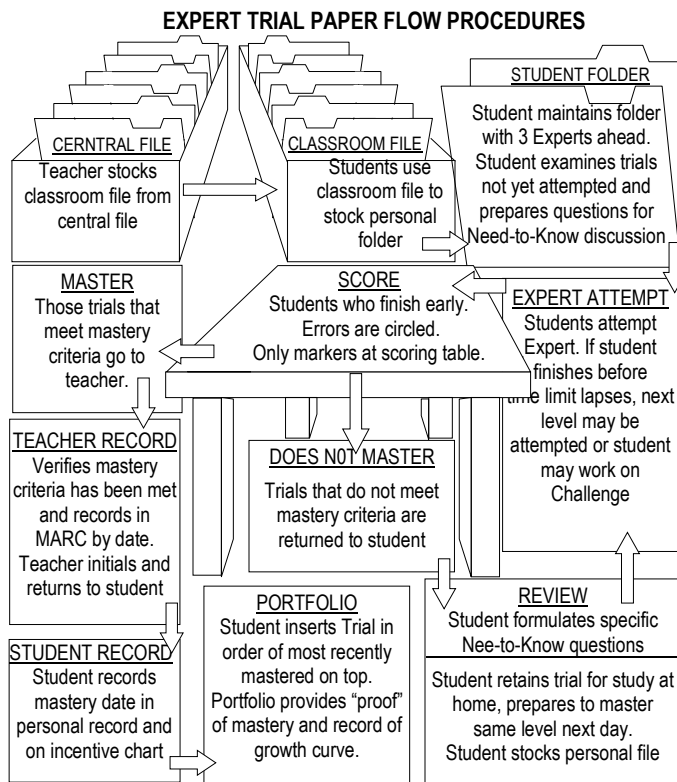 EXPERT TRIAL PAPER FLOW PROCEDURES
CERNTRAL FILE
Teacher stocks
classroom file from
central file
CLASSROOM FILE
Students use
classroom file to
stock personal
folder
STUDENT FOLDER
Student maintains folder
with 3 Experts ahead.
Student examines trials
not yet attempted and
prepares questions for
Need-to-Know discussion
MASTER
Those trials that
meet mastery
criteria go to
teacher.
SCORE
Students who finish early.
Errors are circled.
Only markers at scoring table.
EXPERT ATTEMPT
Students attempt
Expert. If student
finishes before
time limit lapses, next
level may be
attempted or student
may work on
Challenge
TEACHER RECORD
Verifies mastery
criteria has been met
and records in
MARC by date.
Teacher initials and
returns to student
DOES N0T MASTER
Trials that do not meet
mastery criteria are
returned to student
STUDENT RECORD
Student records
mastery date in
personal record and
on incentive chart
PORTFOLIO
Student inserts Trial in
order of most recently
mastered on top.
Portfolio provides “proof”
of mastery and record of
growth curve.
REVIEW
Student formulates specific
Nee-to-Know questions
Student retains trial for study at
home, prepares to master
same level next day.
Student stocks personal file